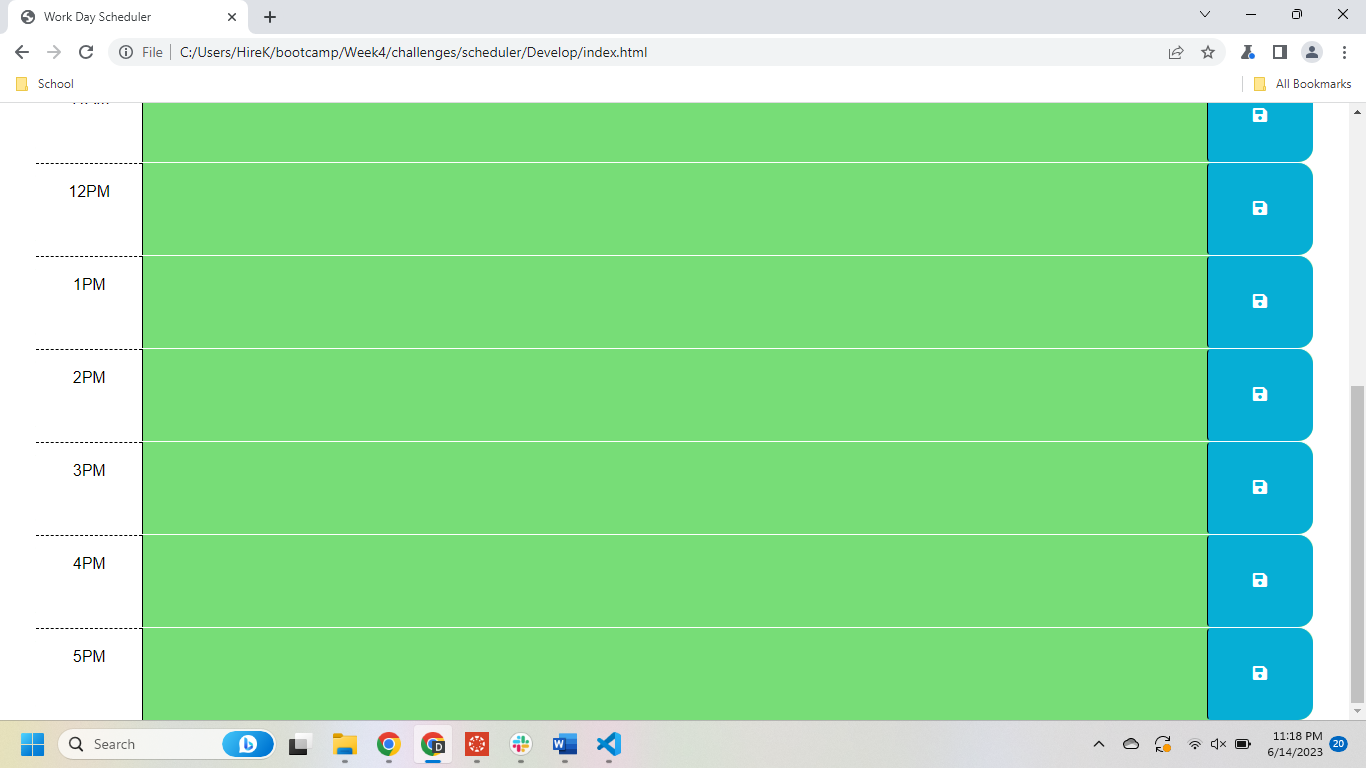 Work Day Scheduler
File
C:/Users/HireK/bootcamp/Week4/challenges/scheduler/Develop/index.html
School
All Bookmarks
12PM
1PM
2PM
3PM
4PM
5PM
Search
D
11:18 PM
6/14/2023
20